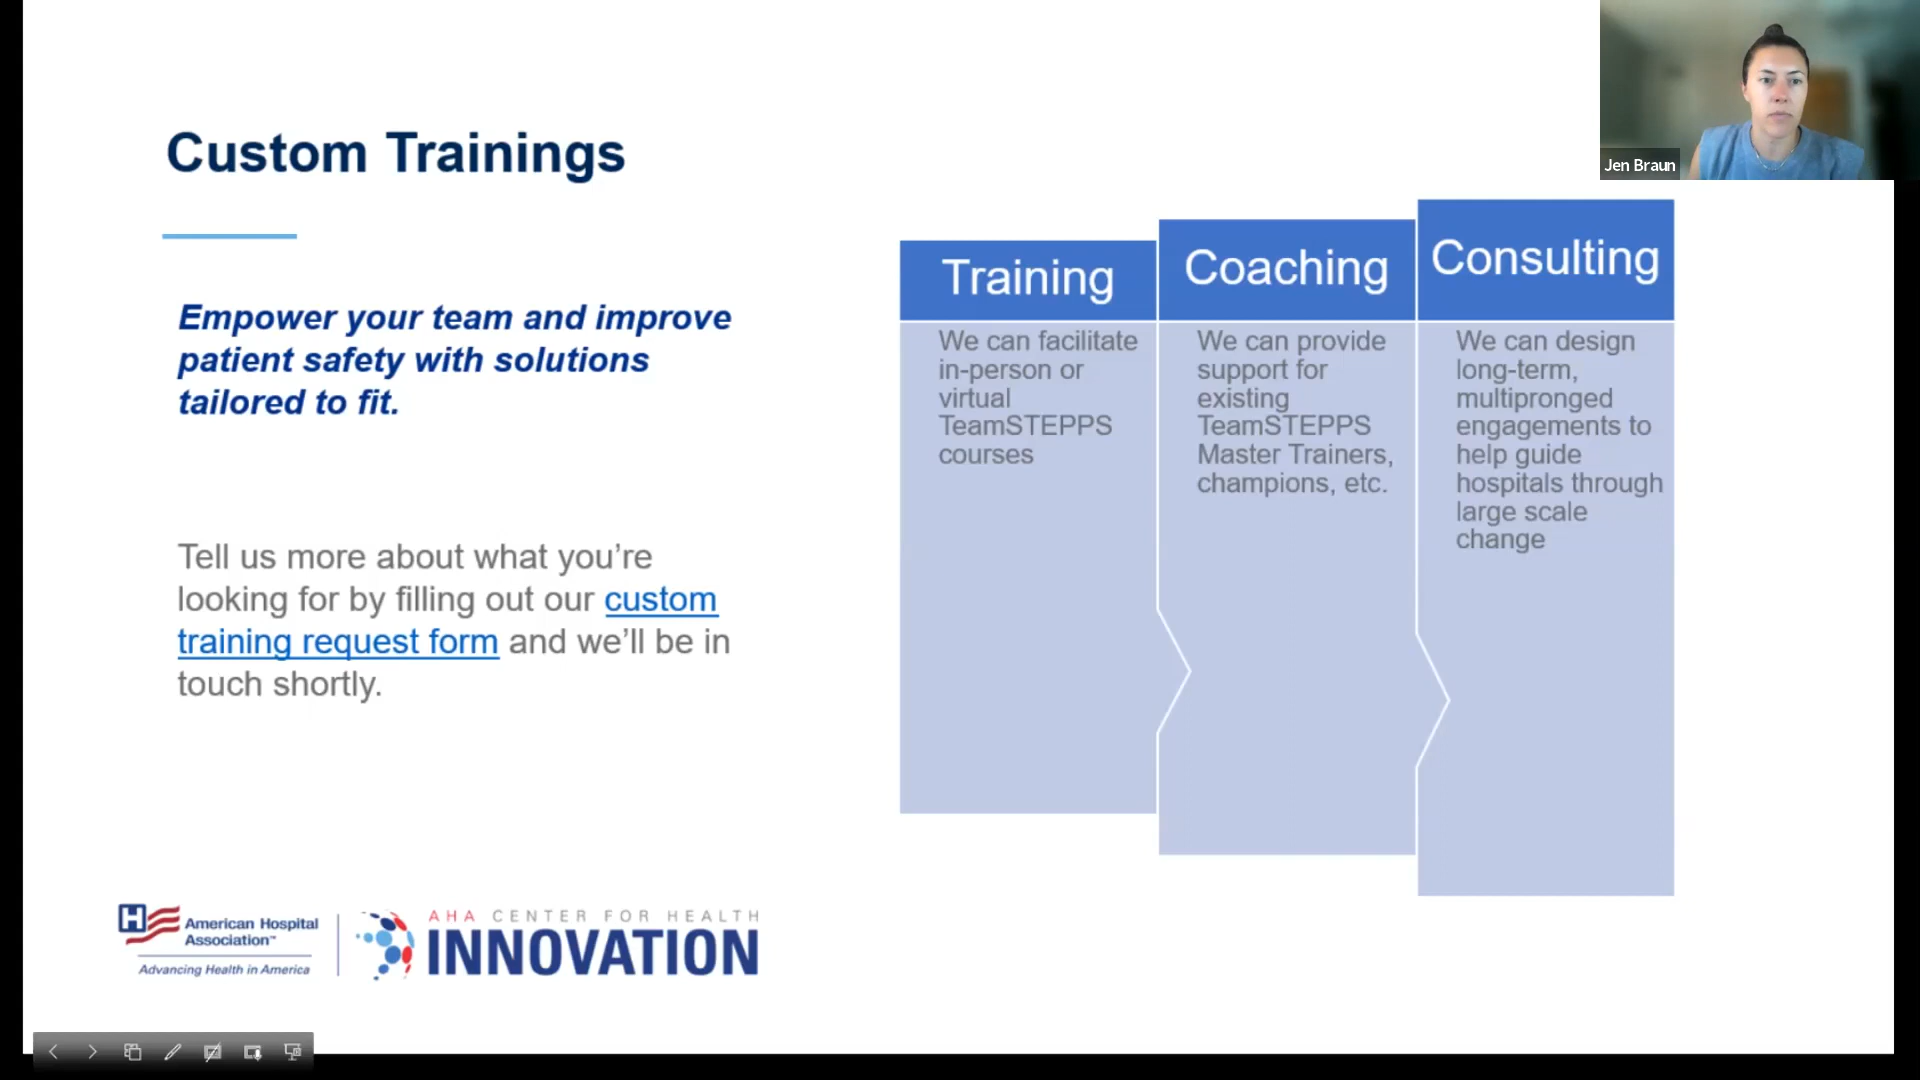 Custom Trainings
Empower your team and improve
patient safety with solutions
tailored to fit.
Tell us more about what you’re
looking for by filling out our custom
training request form and we’ll be in
touch shortly.
Training
We can facilitate
in-person or
virtual
TeamSTEPPS
courses
Coaching
We can provide
support for
existing
TeamSTEPPS
Master Trainers,
champions, etc.
Consulting
We can design
long-term,
multipronged
engagements to
help guide
hospitals through
large scale
change
Jen Braun
H
American Hospital
Association™
Advancing Health in America
AHA CENTER FOR HEALTH
INNOVATION